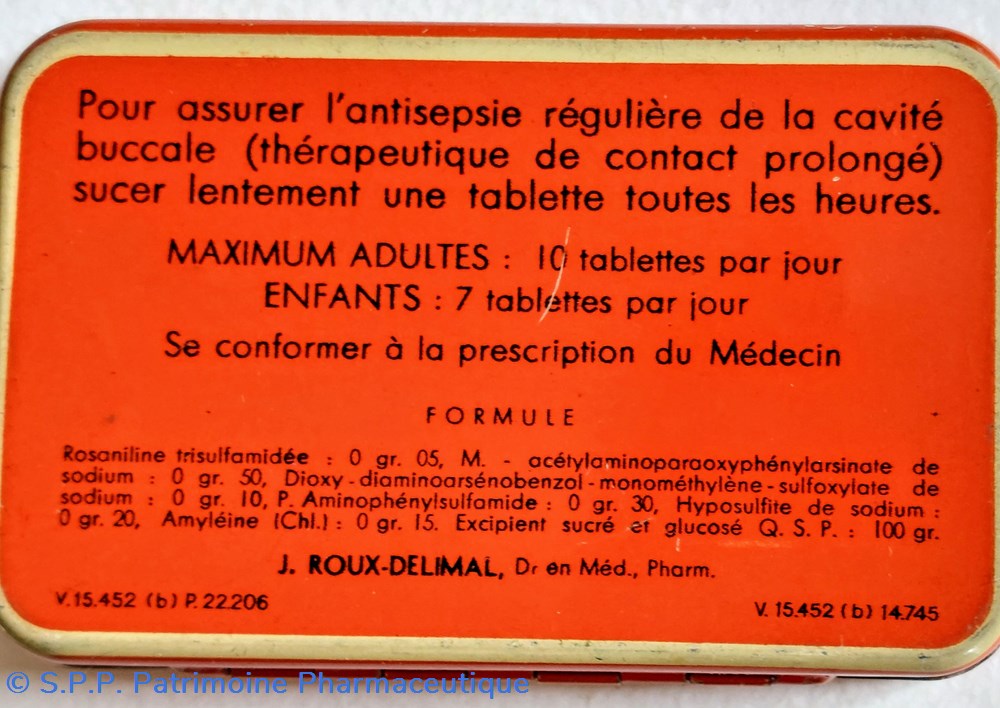 Pour assurer l'antisepsie régulière de la cavité
buccale (thérapeutique de contact prolongé)
sucer lentement une tablette toutes les heures.
MAXIMUM ADULTES : 10 tablettes par jour
ENFANTS : 7 tablettes par jour
Se conformer à la prescription du Médecin
FORMULE
Rosaniline trisulfamidée : 0 gr. 05, M. - acétylaminoparaoxyphénylarsinate de
sodium : 0 gr. 50, Dioxy-diaminoarsénobenzol-monométhylène-sulfoxylate de
sodium : 0 gr. 10, P. Aminophénylsulfamide : 0 gr. 30, Hyposulfite de sodium :
0 gr. 20, Amyléine (Chl.) : 0 gr. 15. Excipient sucré et glucosé Q. S. P. : 100 gr.
J. ROUX-DELIMAL, Dr en Méd., Pharm.
V.15.452 (b) P.22.206
V. 15.452 (b) 14.745
© S.P.P. Patrimoine Pharmaceutique